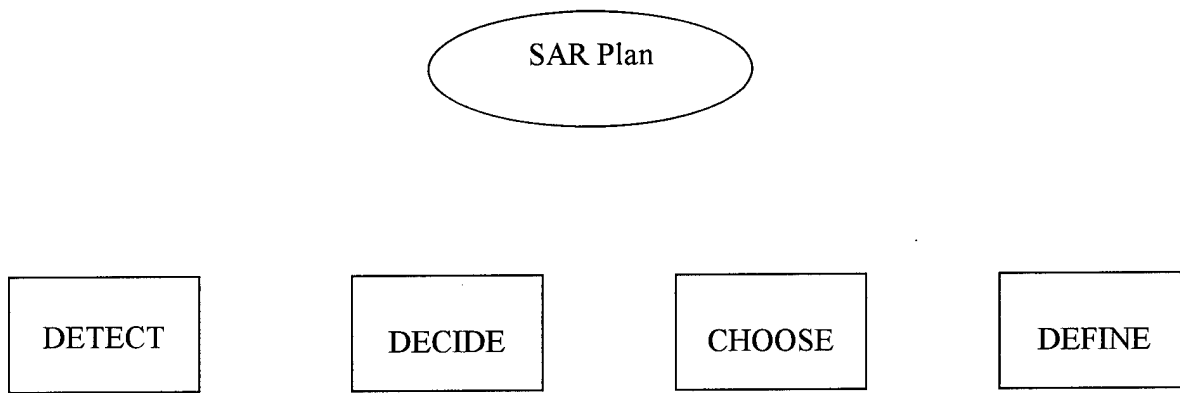 SAR Plan
DETECT
DECIDE
CHOOSE
DEFINE